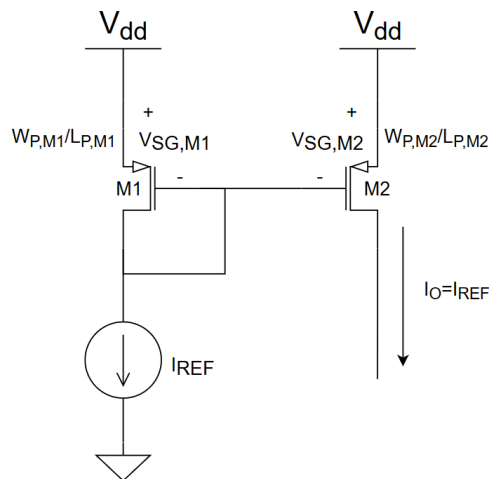 Vdd Vdd
+ +
WP,M1/LP,M1 VSG,M1 VSG,M2 WP,M2/LP,M2
M1 - - M2
IO=IREF
IREF